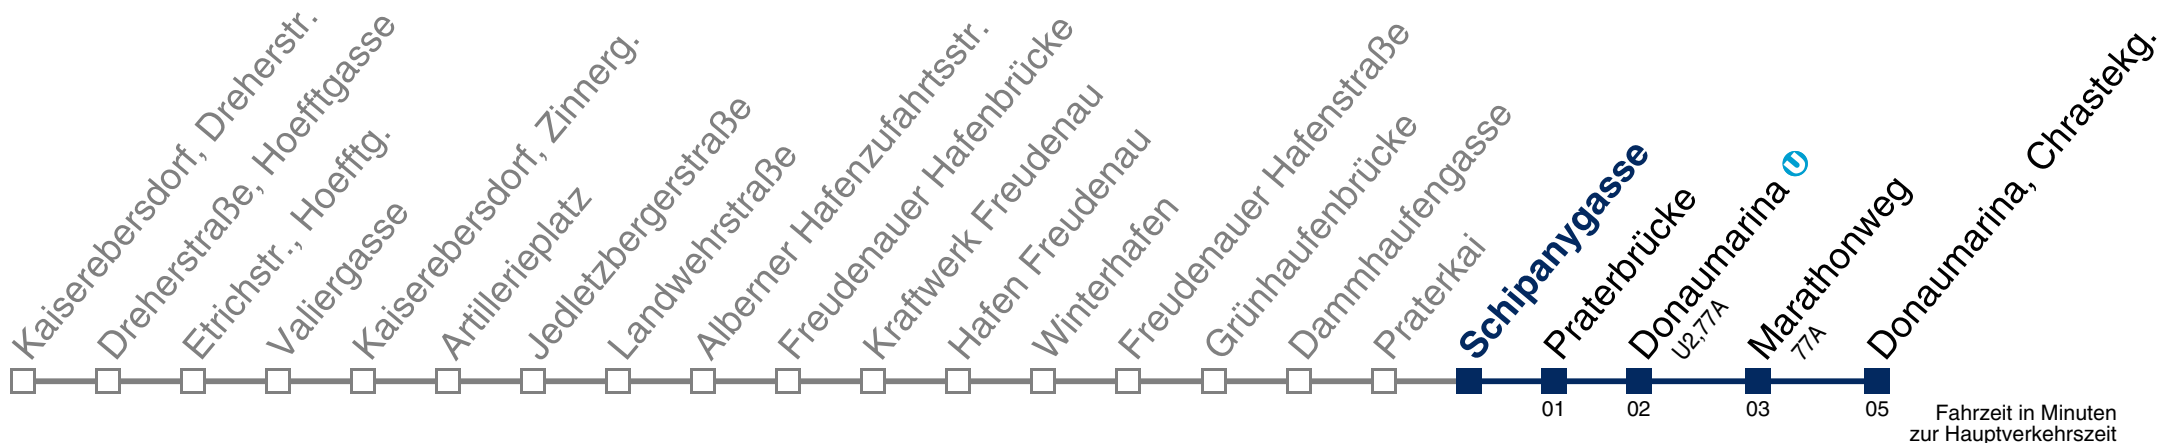 Kaiserebersdorf, Dreherstr.
Dreherstraße, Hoefftgasse
Etrichstr., Hoefftg.
Valiergasse
Kaiserebersdorf, Zinnerg.
Artillerieplatz
Jedletzbergerstraße
Landwehrstraße
Alberner Hafenzufahrtsstr.
Freudenauer Hafenbrücke
Kraftwerk Freudenau
Hafen Freudenau
Winterhafen
Freudenauer Hafenstraße
Grünhaufenbrücke
Dammhaufengasse
Praterkai
Schipanygasse
Praterbrücke
Donaumarina U
U2,77A
Marathonweg
77A
Donaumarina, Chrastekg.
01
02
03
05
Fahrzeit in Minuten
zur Hauptverkehrszeit